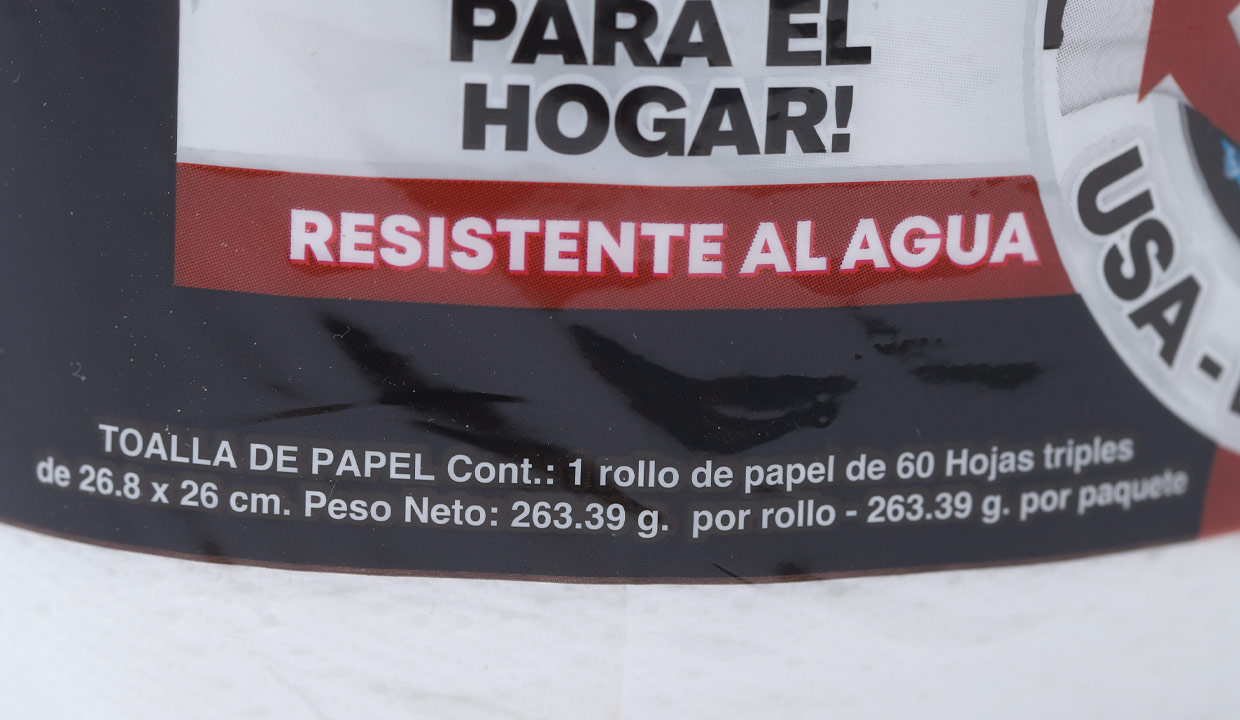 PARA EL
HOGAR!
RESISTENTE AL AGUA
USA -
TOALLA DE PAPEL Cont.: 1 rollo de papel de 60 Hojas triples
de 26.8 x 26 cm. Peso Neto: 263.39 g. por rollo - 263.39 g. por paquete